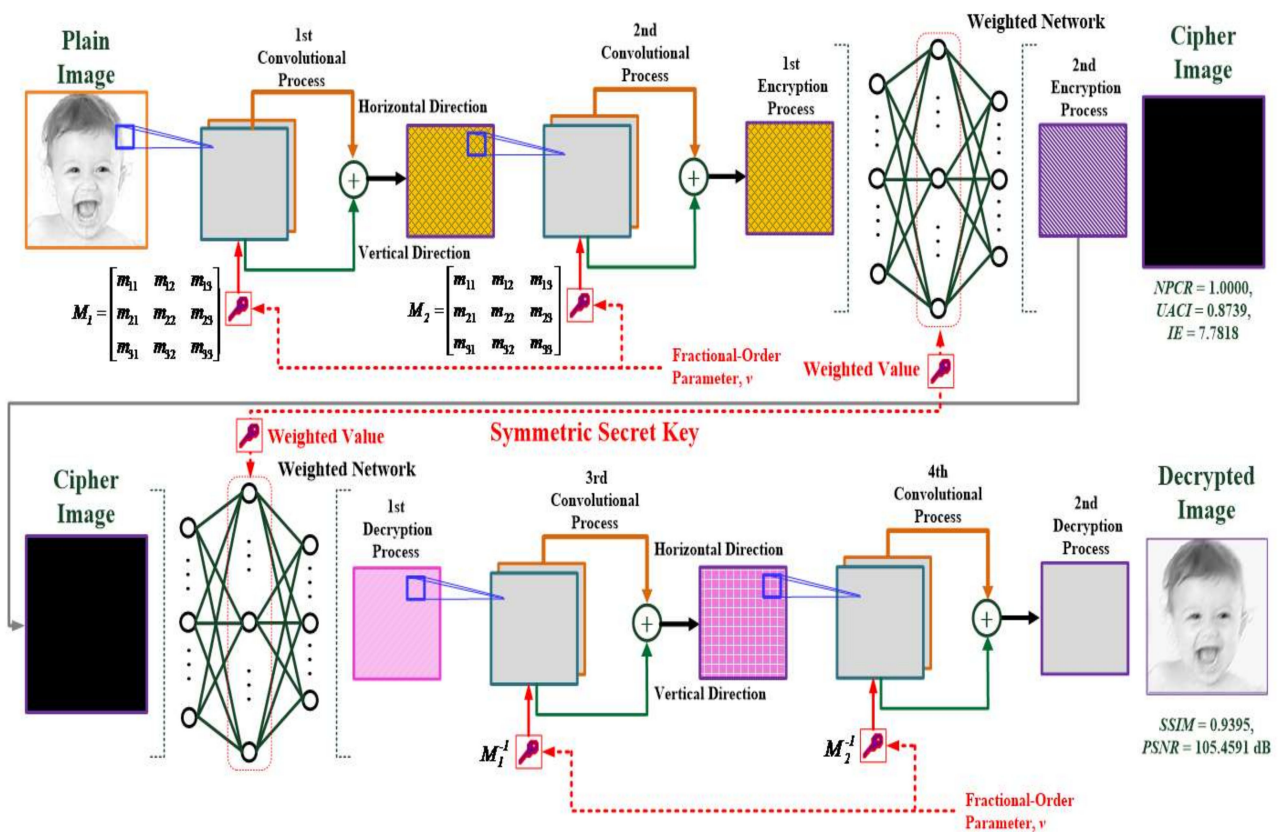 Plain
Image
1st
Convolutional
Process
Horizontal Direction
Vertical Direction
+
M1 = [m11 m12 m13
m21 m22 m23
m31 m32 m33]
2nd
Convolutional
Process
+
M2 = [m11 m12 m13
m21 m22 m23
m31 m32 m33]
Fractional-Order
Parameter, v
1st
Encryption
Process
Weighted Network
Weighted Value
2nd
Encryption
Process
Cipher
Image
NPCR = 1.0000,
UACI = 0.8739,
IE = 7.7818
Symmetric Secret Key
Weighted Value
Weighted Network
Cipher
Image
1st
Decryption
Process
3rd
Convolutional
Process
+
Horizontal Direction
Vertical Direction
M1^-1
4th
Convolutional
Process
+
M2^-1
Fractional-Order
Parameter, v
2nd
Decryption
Process
Decrypted
Image
SSIM = 0.9395,
PSNR = 105.4591 dB